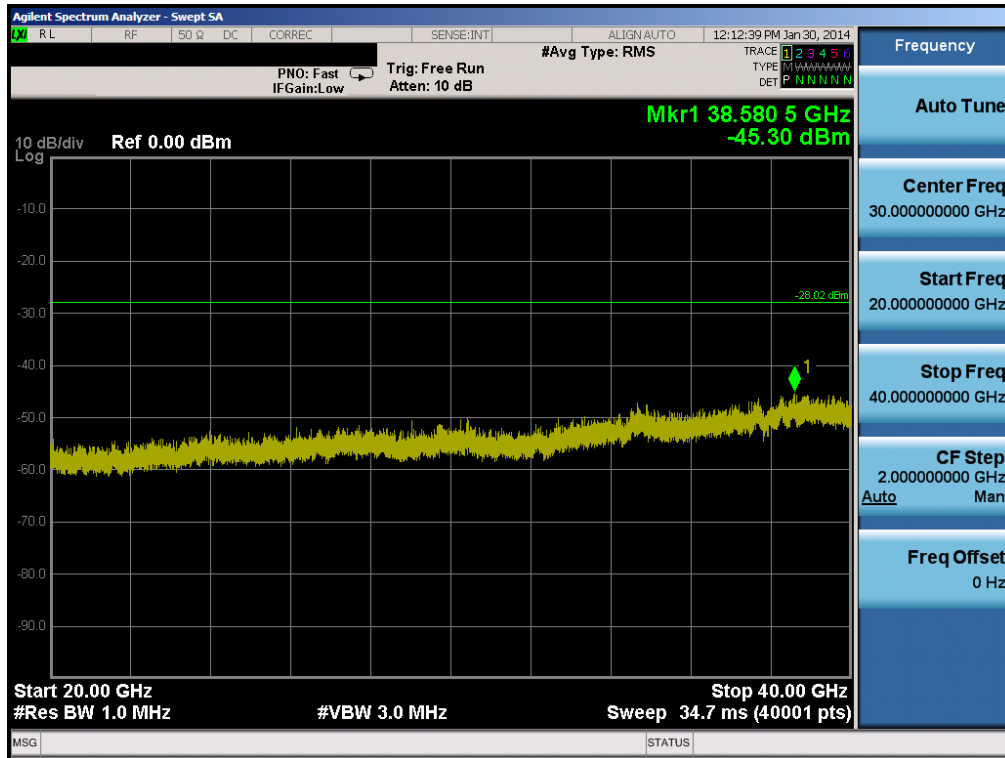 Agilent Spectrum Analyzer - Swept SA
LXI RL RF 50 Ω DC CORREC SENSE:INT ALIGN AUTO 12:12:39 PM Jan 30, 2014
#Avg Type: RMS TRACE 1 2 3 4 5 6
PNO: Fast Trig: Free Run TYPE M WWWWW
IFGain:Low Atten: 10 dB DET P N N N N N
Mkr1 38.580 5 GHz
-45.30 dBm
10 dB/div Ref 0.00 dBm
Log
-10.0
-20.0
-28.02 dBm
-30.0
-40.0
1
-50.0
-60.0
-70.0
-80.0
-90.0
Start 20.00 GHz Stop 40.00 GHz
#Res BW 1.0 MHz #VBW 3.0 MHz Sweep 34.7 ms (40001 pts)
MSG STATUS
Frequency
Auto Tune
Center Freq
30.000000000 GHz
Start Freq
20.000000000 GHz
Stop Freq
40.000000000 GHz
CF Step
2.000000000 GHz
Auto Man
Freq Offset
0 Hz